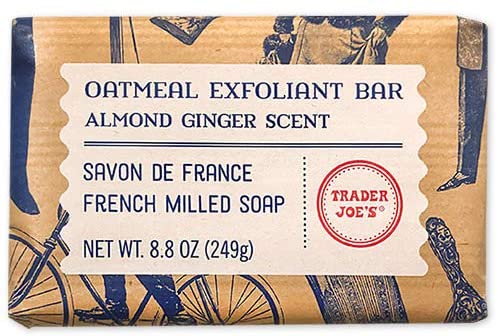 OATMEAL EXFOLIANT BAR
ALMOND GINGER SCENT
SAVON DE FRANCE
FRENCH MILLED SOAP
NET WT. 8.8 OZ (249g)
TRADER
JOE'S®